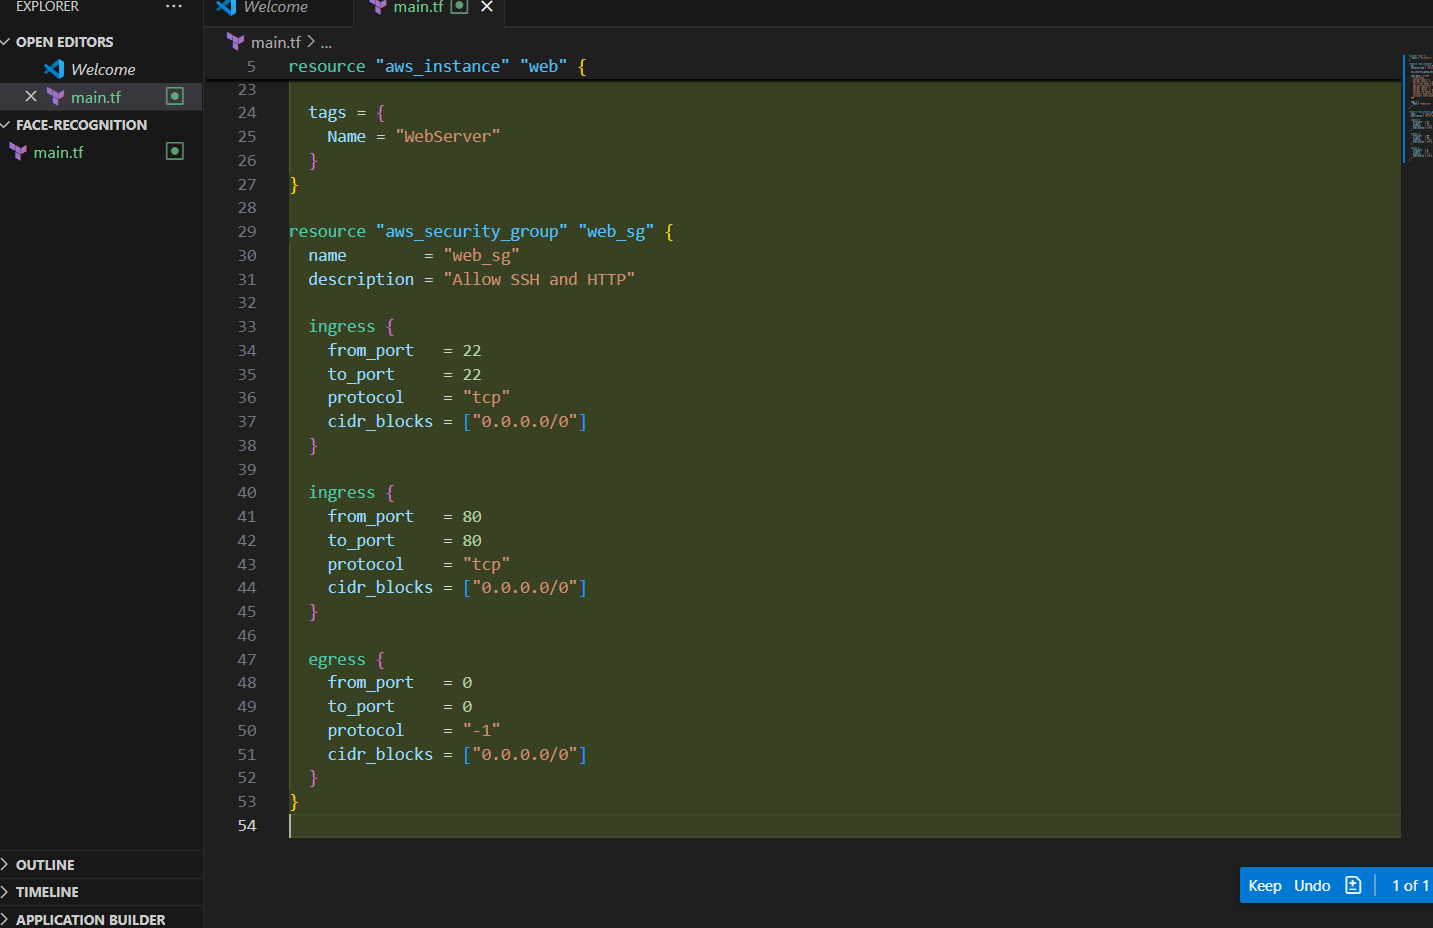 EXPLORER
Welcome
main.tf
OPEN EDITORS
Welcome
main.tf
FACE-RECOGNITION
main.tf
OUTLINE
TIMELINE
APPLICATION BUILDER
main.tf > ...
5 resource "aws_instance" "web" {
23
24 tags = {
25 Name = "WebServer"
26 }
27 }
28
29 resource "aws_security_group" "web_sg" {
30 name = "web_sg"
31 description = "Allow SSH and HTTP"
32
33 ingress {
34 from_port = 22
35 to_port = 22
36 protocol = "tcp"
37 cidr_blocks = ["0.0.0.0/0"]
38 }
39
40 ingress {
41 from_port = 80
42 to_port = 80
43 protocol = "tcp"
44 cidr_blocks = ["0.0.0.0/0"]
45 }
46
47 egress {
48 from_port = 0
49 to_port = 0
50 protocol = "-1"
51 cidr_blocks = ["0.0.0.0/0"]
52 }
53 }
54
Keep Undo 1 of 1